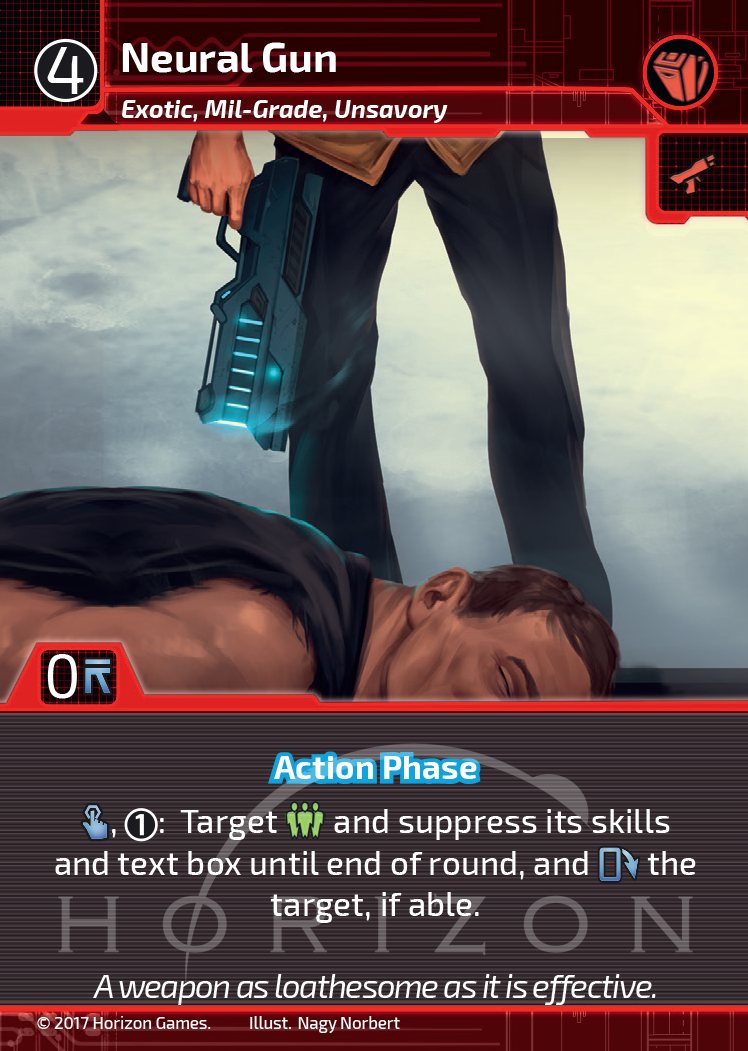 4
Neural Gun
Exotic, Mil-Grade, Unsavory
0
Action Phase
, 1: Target and suppress its skills
and text box until end of round, and the
target, if able.
HORIZON
A weapon as loathesome as it is effective.
© 2017 Horizon Games. Illust. Nagy Norbert